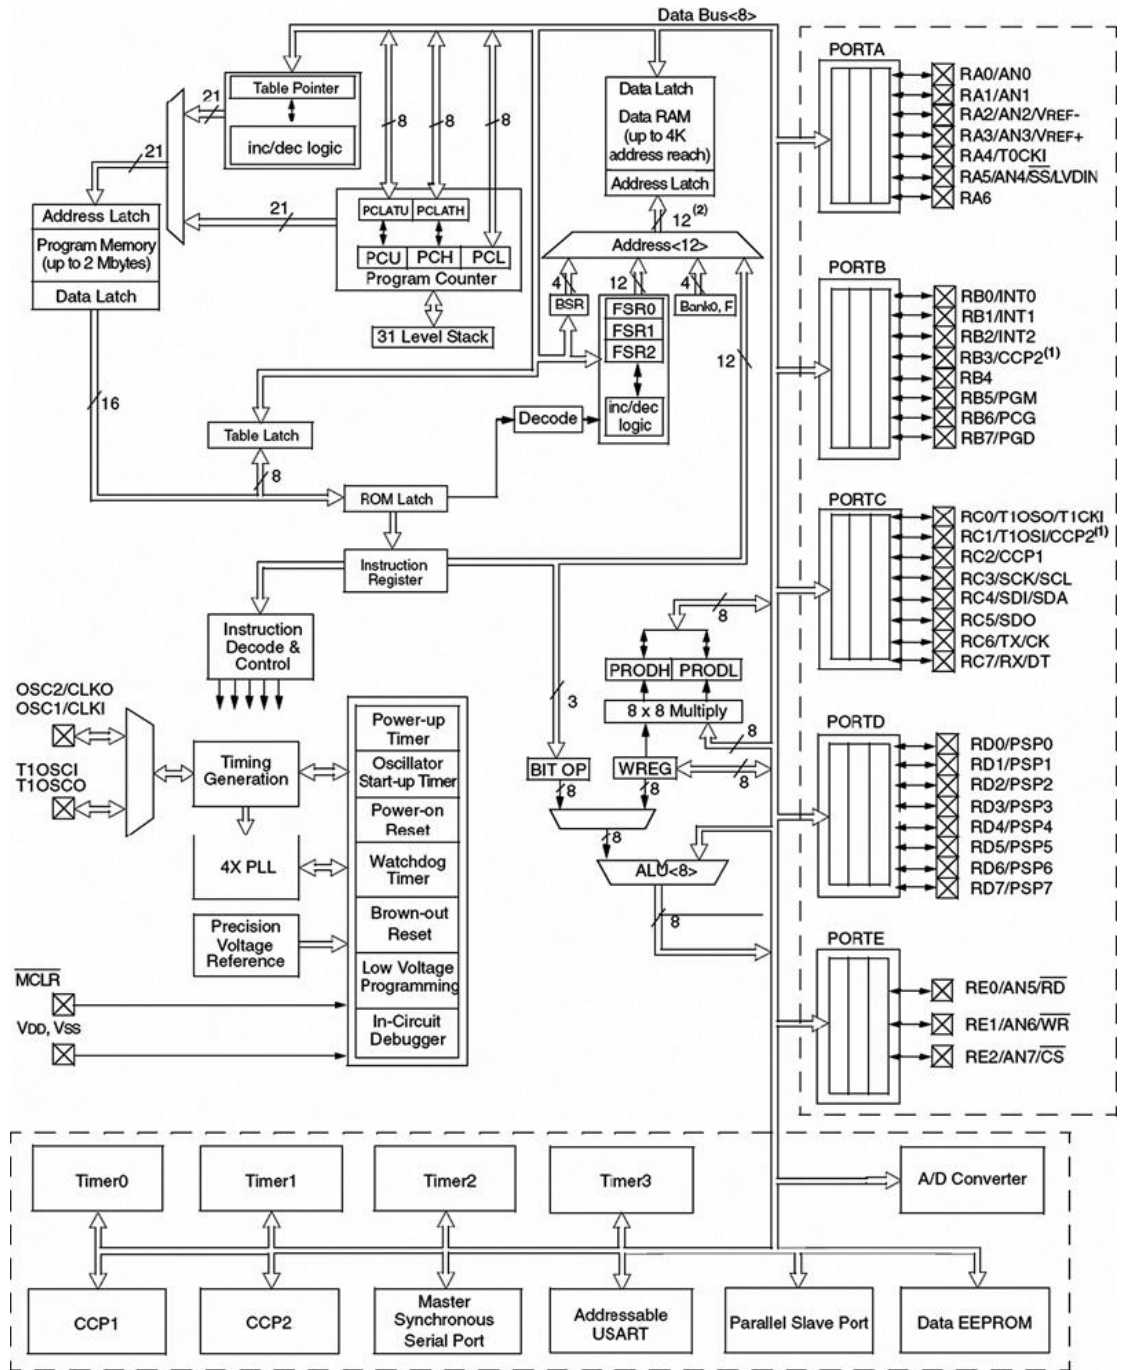 Data Bus<8>
Table Pointer
inc/dec logic
21
21
21
8
8
8
Address Latch
Program Memory
(up to 2 Mbytes)
Data Latch
PCLATU
PCLATH
PCU
PCH
PCL
Program Counter
31 Level Stack
Data Latch
Data RAM
(up to 4K
address reach)
Address Latch
12(2)
Address<12>
4
12
4
BSR
FSR0
FSR1
FSR2
inc/dec
logic
Bank0, F
12
16
Table Latch
8
Decode
ROM Latch
Instruction
Register
Instruction
Decode &
Control
8
PRODH
PRODL
8 x 8 Multiply
3
8
BIT OP
WREG
8
8
8
8
ALU<8>
8
OSC2/CLKO
OSC1/CLKI
T1OSCI
T1OSCO
Timing
Generation
4X PLL
Precision
Voltage
Reference
MCLR
VDD, VSS
Power-up
Timer
Oscillator
Start-up Timer
Power-on
Reset
Watchdog
Timer
Brown-out
Reset
Low Voltage
Programming
In-Circuit
Debugger
PORTA
RA0/AN0
RA1/AN1
RA2/AN2/VREF-
RA3/AN3/VREF+
RA4/T0CKI
RA5/AN4/SS/LVDIN
RA6
PORTB
RB0/INT0
RB1/INT1
RB2/INT2
RB3/CCP2(1)
RB4
RB5/PGM
RB6/PCG
RB7/PGD
PORTC
RC0/T1OSO/T1CKI
RC1/T1OSI/CCP2(1)
RC2/CCP1
RC3/SCK/SCL
RC4/SDI/SDA
RC5/SDO
RC6/TX/CK
RC7/RX/DT
PORTD
RD0/PSP0
RD1/PSP1
RD2/PSP2
RD3/PSP3
RD4/PSP4
RD5/PSP5
RD6/PSP6
RD7/PSP7
PORTE
RE0/AN5/RD
RE1/AN6/WR
RE2/AN7/CS
Timer0
Timer1
Timer2
Timer3
A/D Converter
CCP1
CCP2
Master
Synchronous
Serial Port
Addressable
USART
Parallel Slave Port
Data EEPROM